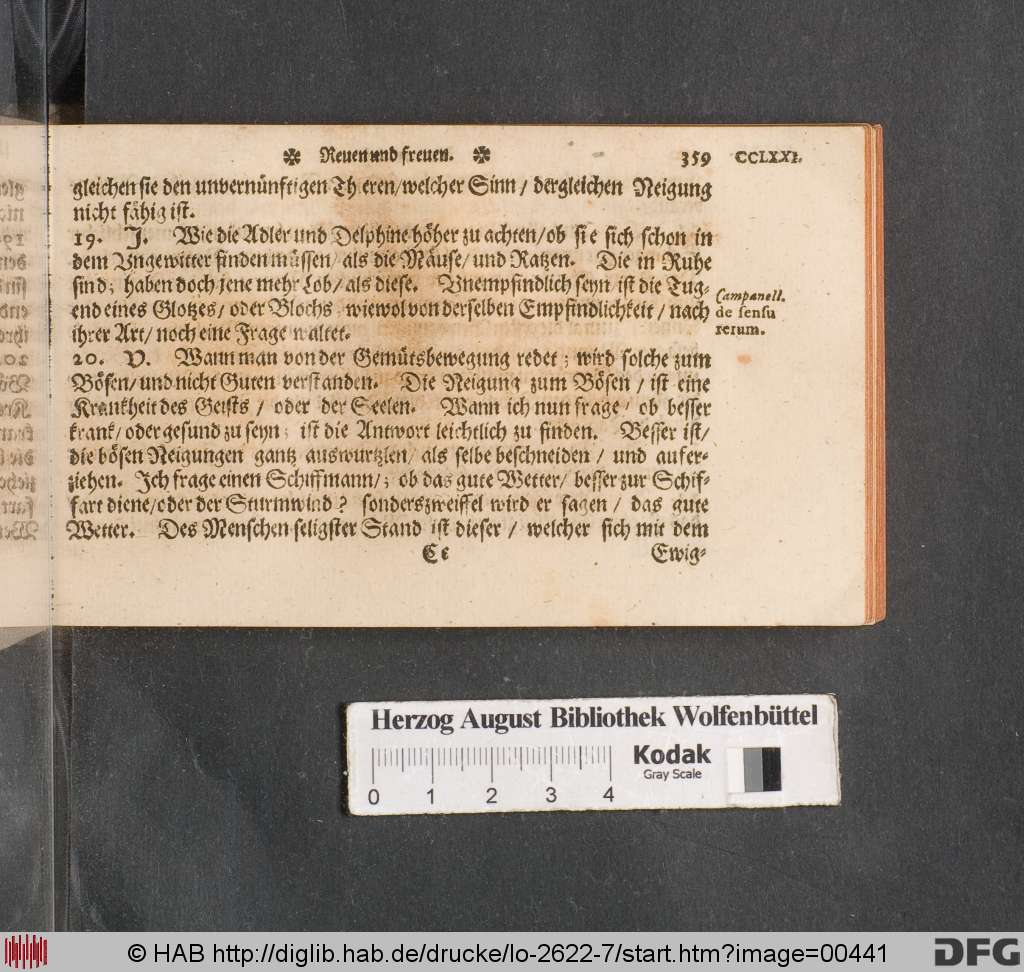 ✼ Reuen und freuen. ✼ 359 CCLXXI.
gleichen sie den unvernünftigen Thieren/welcher Sinn / dergleichen Neigung
nicht fähig ist.
19. J. Wie die Adler und Delphine höher zu achten/ob sie sich schon in
dem Ungewitter finden müssen/ als die Mäuse/ und Ratzen. Die in Ruhe
sind; haben doch jene mehr Lob/ als diese. Unempfindlich seyn ist die Tug-
end eines Glotzes/ oder Blochs, wiewol von derselben Empfindlichkeit / nach
ihrer Art/ noch eine Frage waltet.
Campanell.
de sensu
rerum.
20. V. Wann man von der Gemütsbewegung redet; wird solche zum
Bösen/ und nicht Guten verstanden. Die Neigung zum Bösen / ist eine
Krankheit des Geists / oder der Seelen. Wann ich nun frage/ ob besser
krank/ oder gesund zu seyn; ist die Antwort leichtlich zu finden. Besser ist/
die bösen Neigungen gantz auswurtzlen/ als selbe beschneiden / und aufer-
ziehen. Ich frage einen Schiffmann/; ob das gute Wetter/ besser zur Schif-
fart diene/oder der Sturmwind? sonderszweiffel wird er sagen / das gute
Wetter. Des Menschen seligster Stand ist dieser / welcher sich mit dem
Cc Ewig-
Herzog August Bibliothek Wolfenbüttel
Kodak
Gray Scale
0 1 2 3 4
© HAB http://diglib.hab.de/drucke/lo-2622-7/start.htm?image=00441
DFG